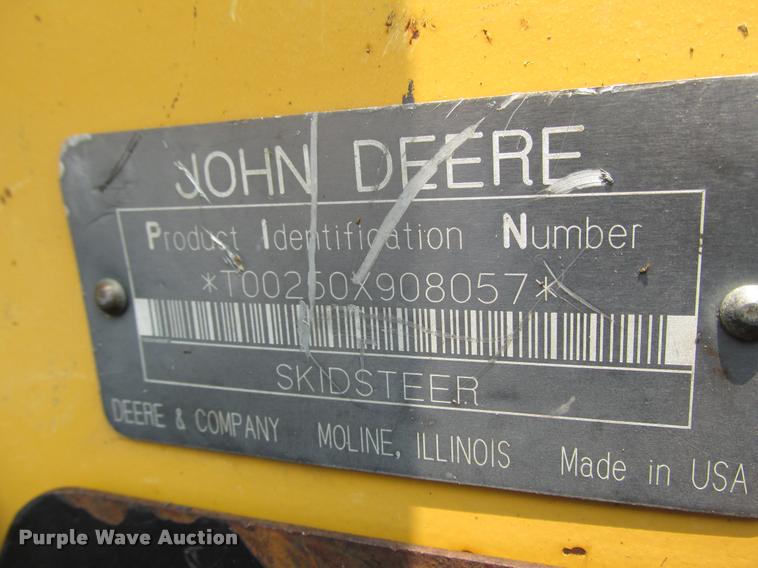 JOHN DEERE
Product Identification Number
*T00250X908057*
SKIDSTEER
DEERE & COMPANY MOLINE, ILLINOIS Made in USA
Purple Wave Auction